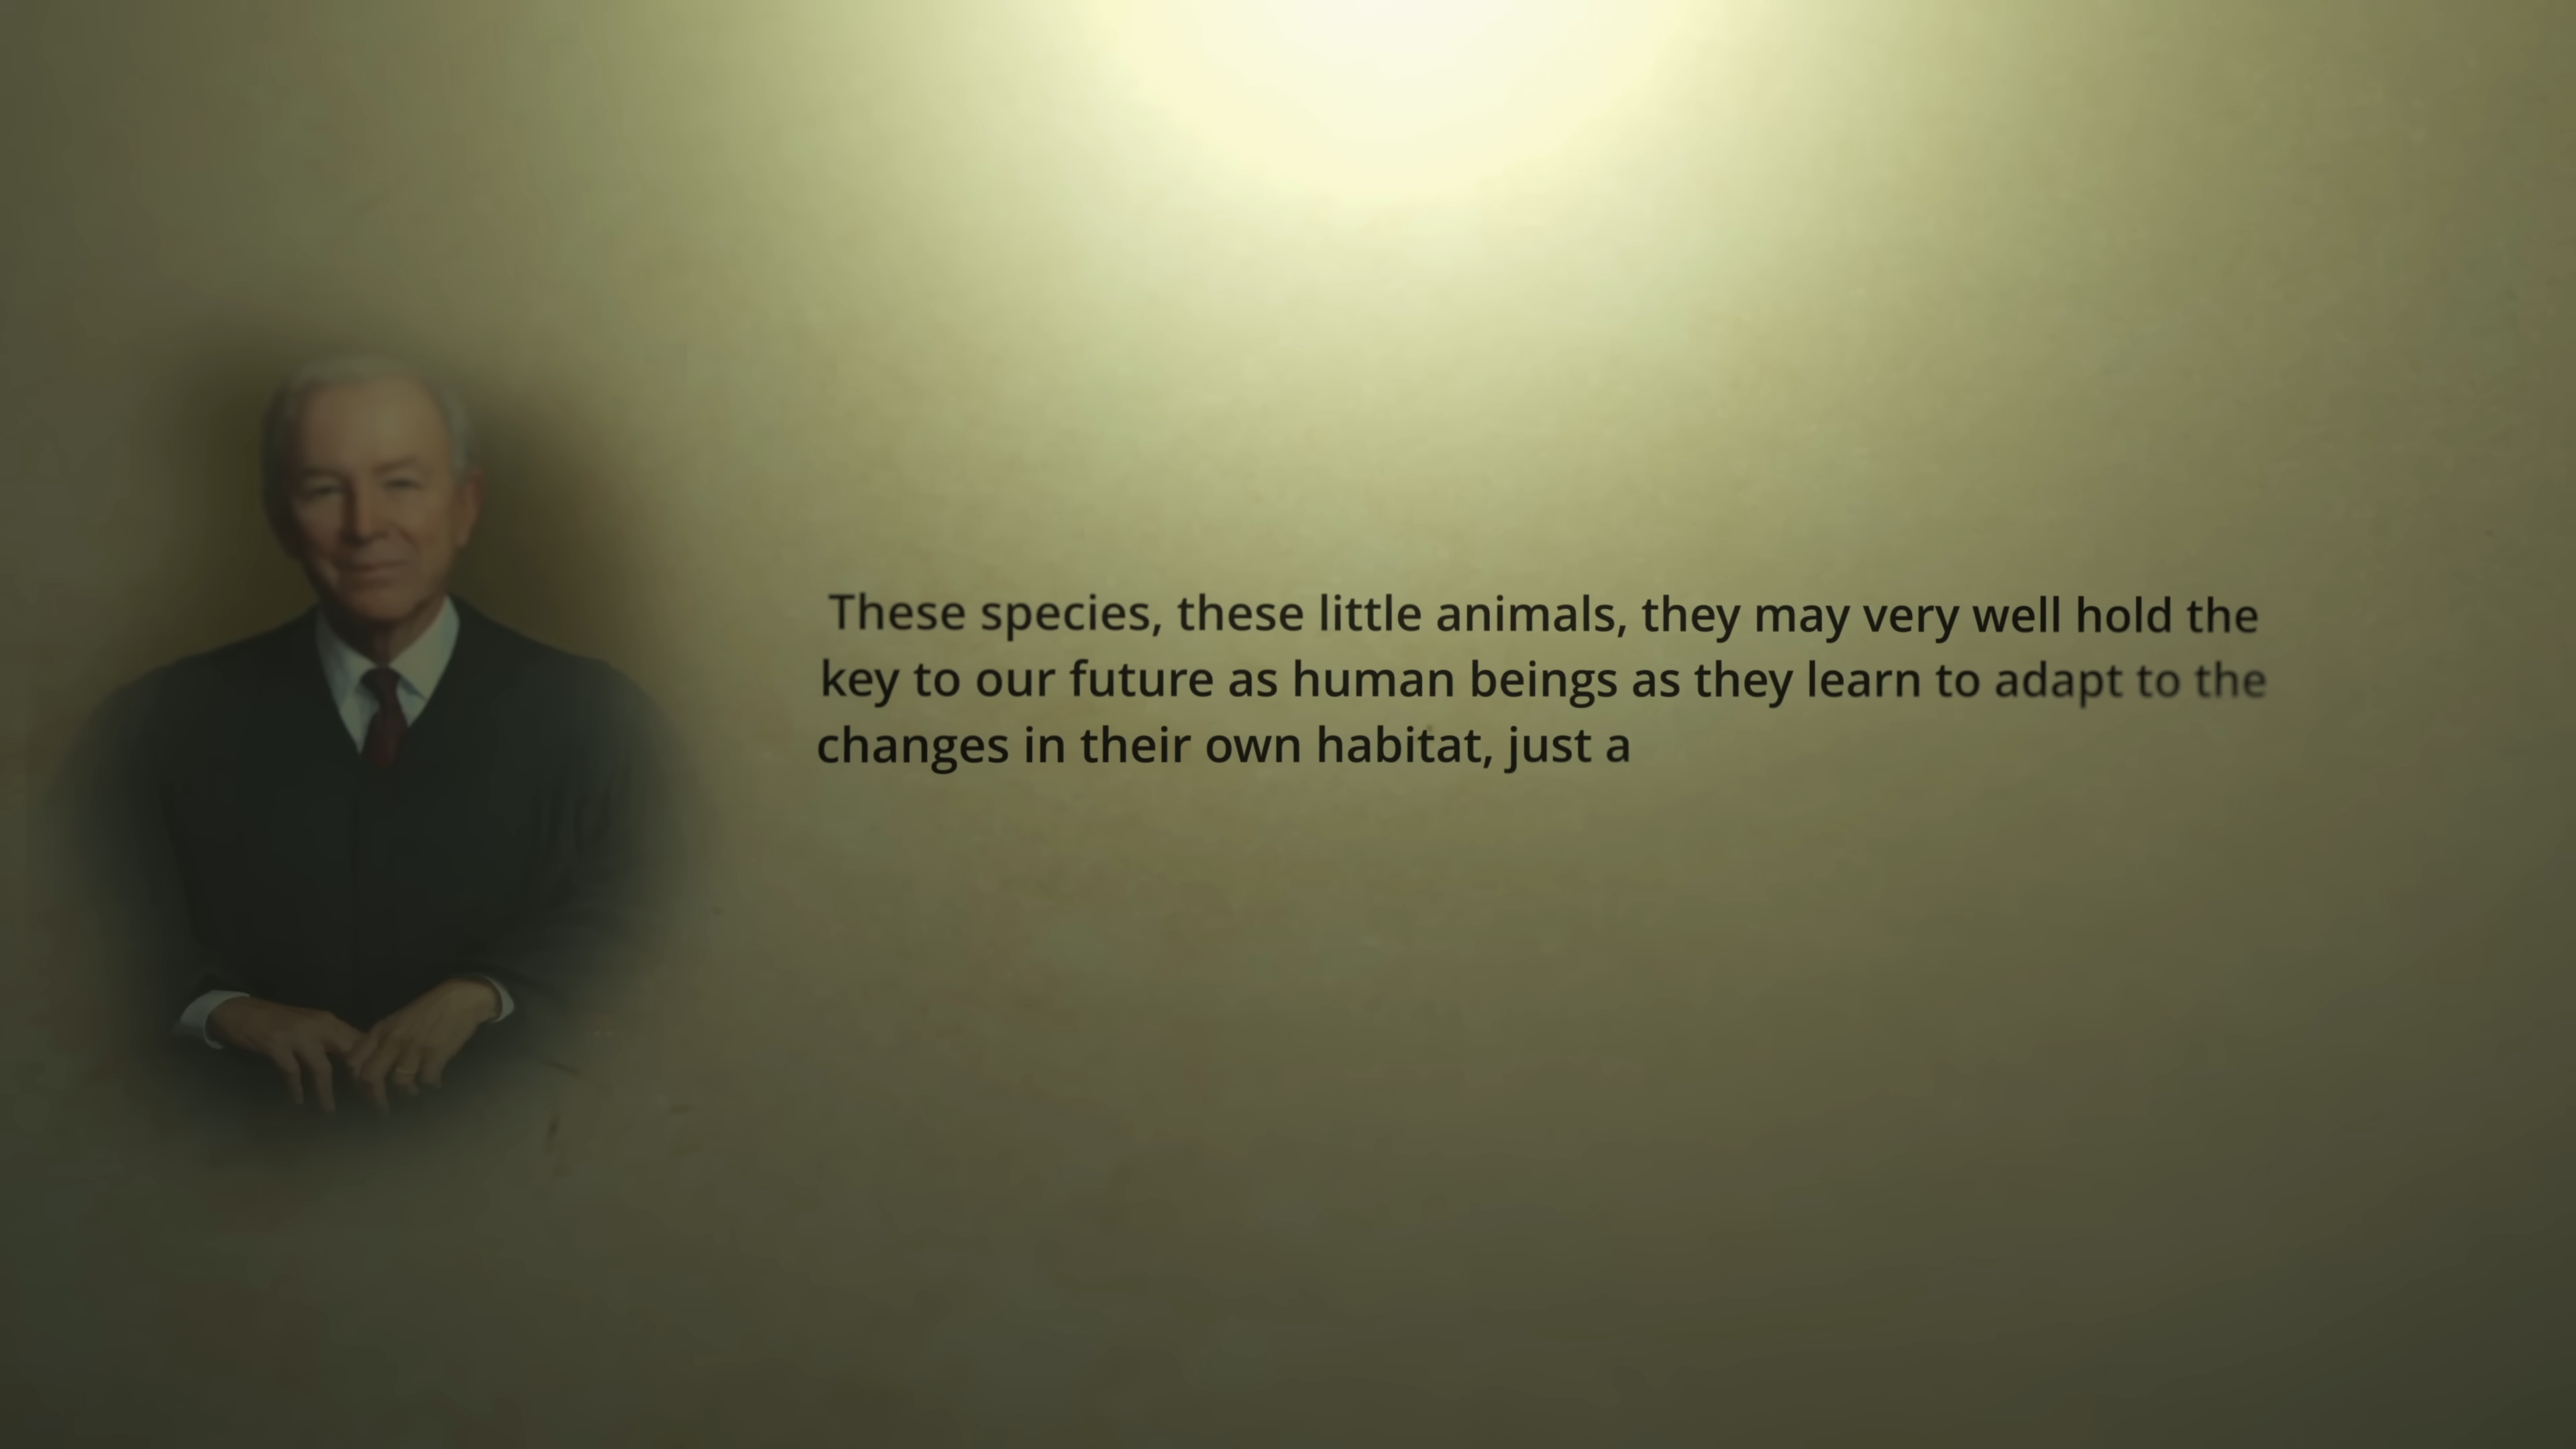 These species, these little animals, they may very well hold the
key to our future as human beings as they learn to adapt to the
changes in their own habitat, just a